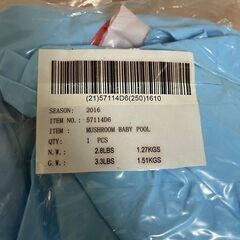 (21)57114D6(250)1610
SEASON: 2016
ITEM NO.: 57114D6
ITEM : MUSHROOM BABY POOL
QTY: 1 PCS
N.W.: 2.8LBS 1.27KGS
G.W.: 3.3LBS 1.51KGS